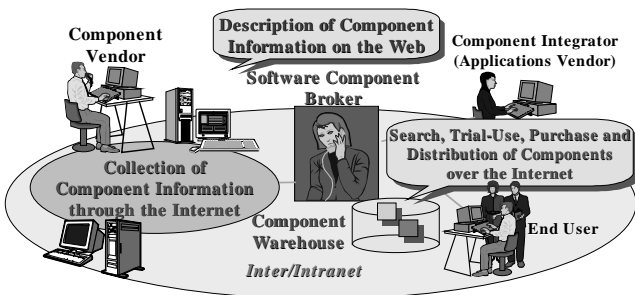 Component
Vendor
Description of Component
Information on the Web
Component Integrator
(Applications Vendor)
Software Component
Broker
Search, Trial-Use, Purchase and
Distribution of Components
over the Internet
Collection of
Component Information
through the Internet
Component
Warehouse
End User
Inter/Intranet